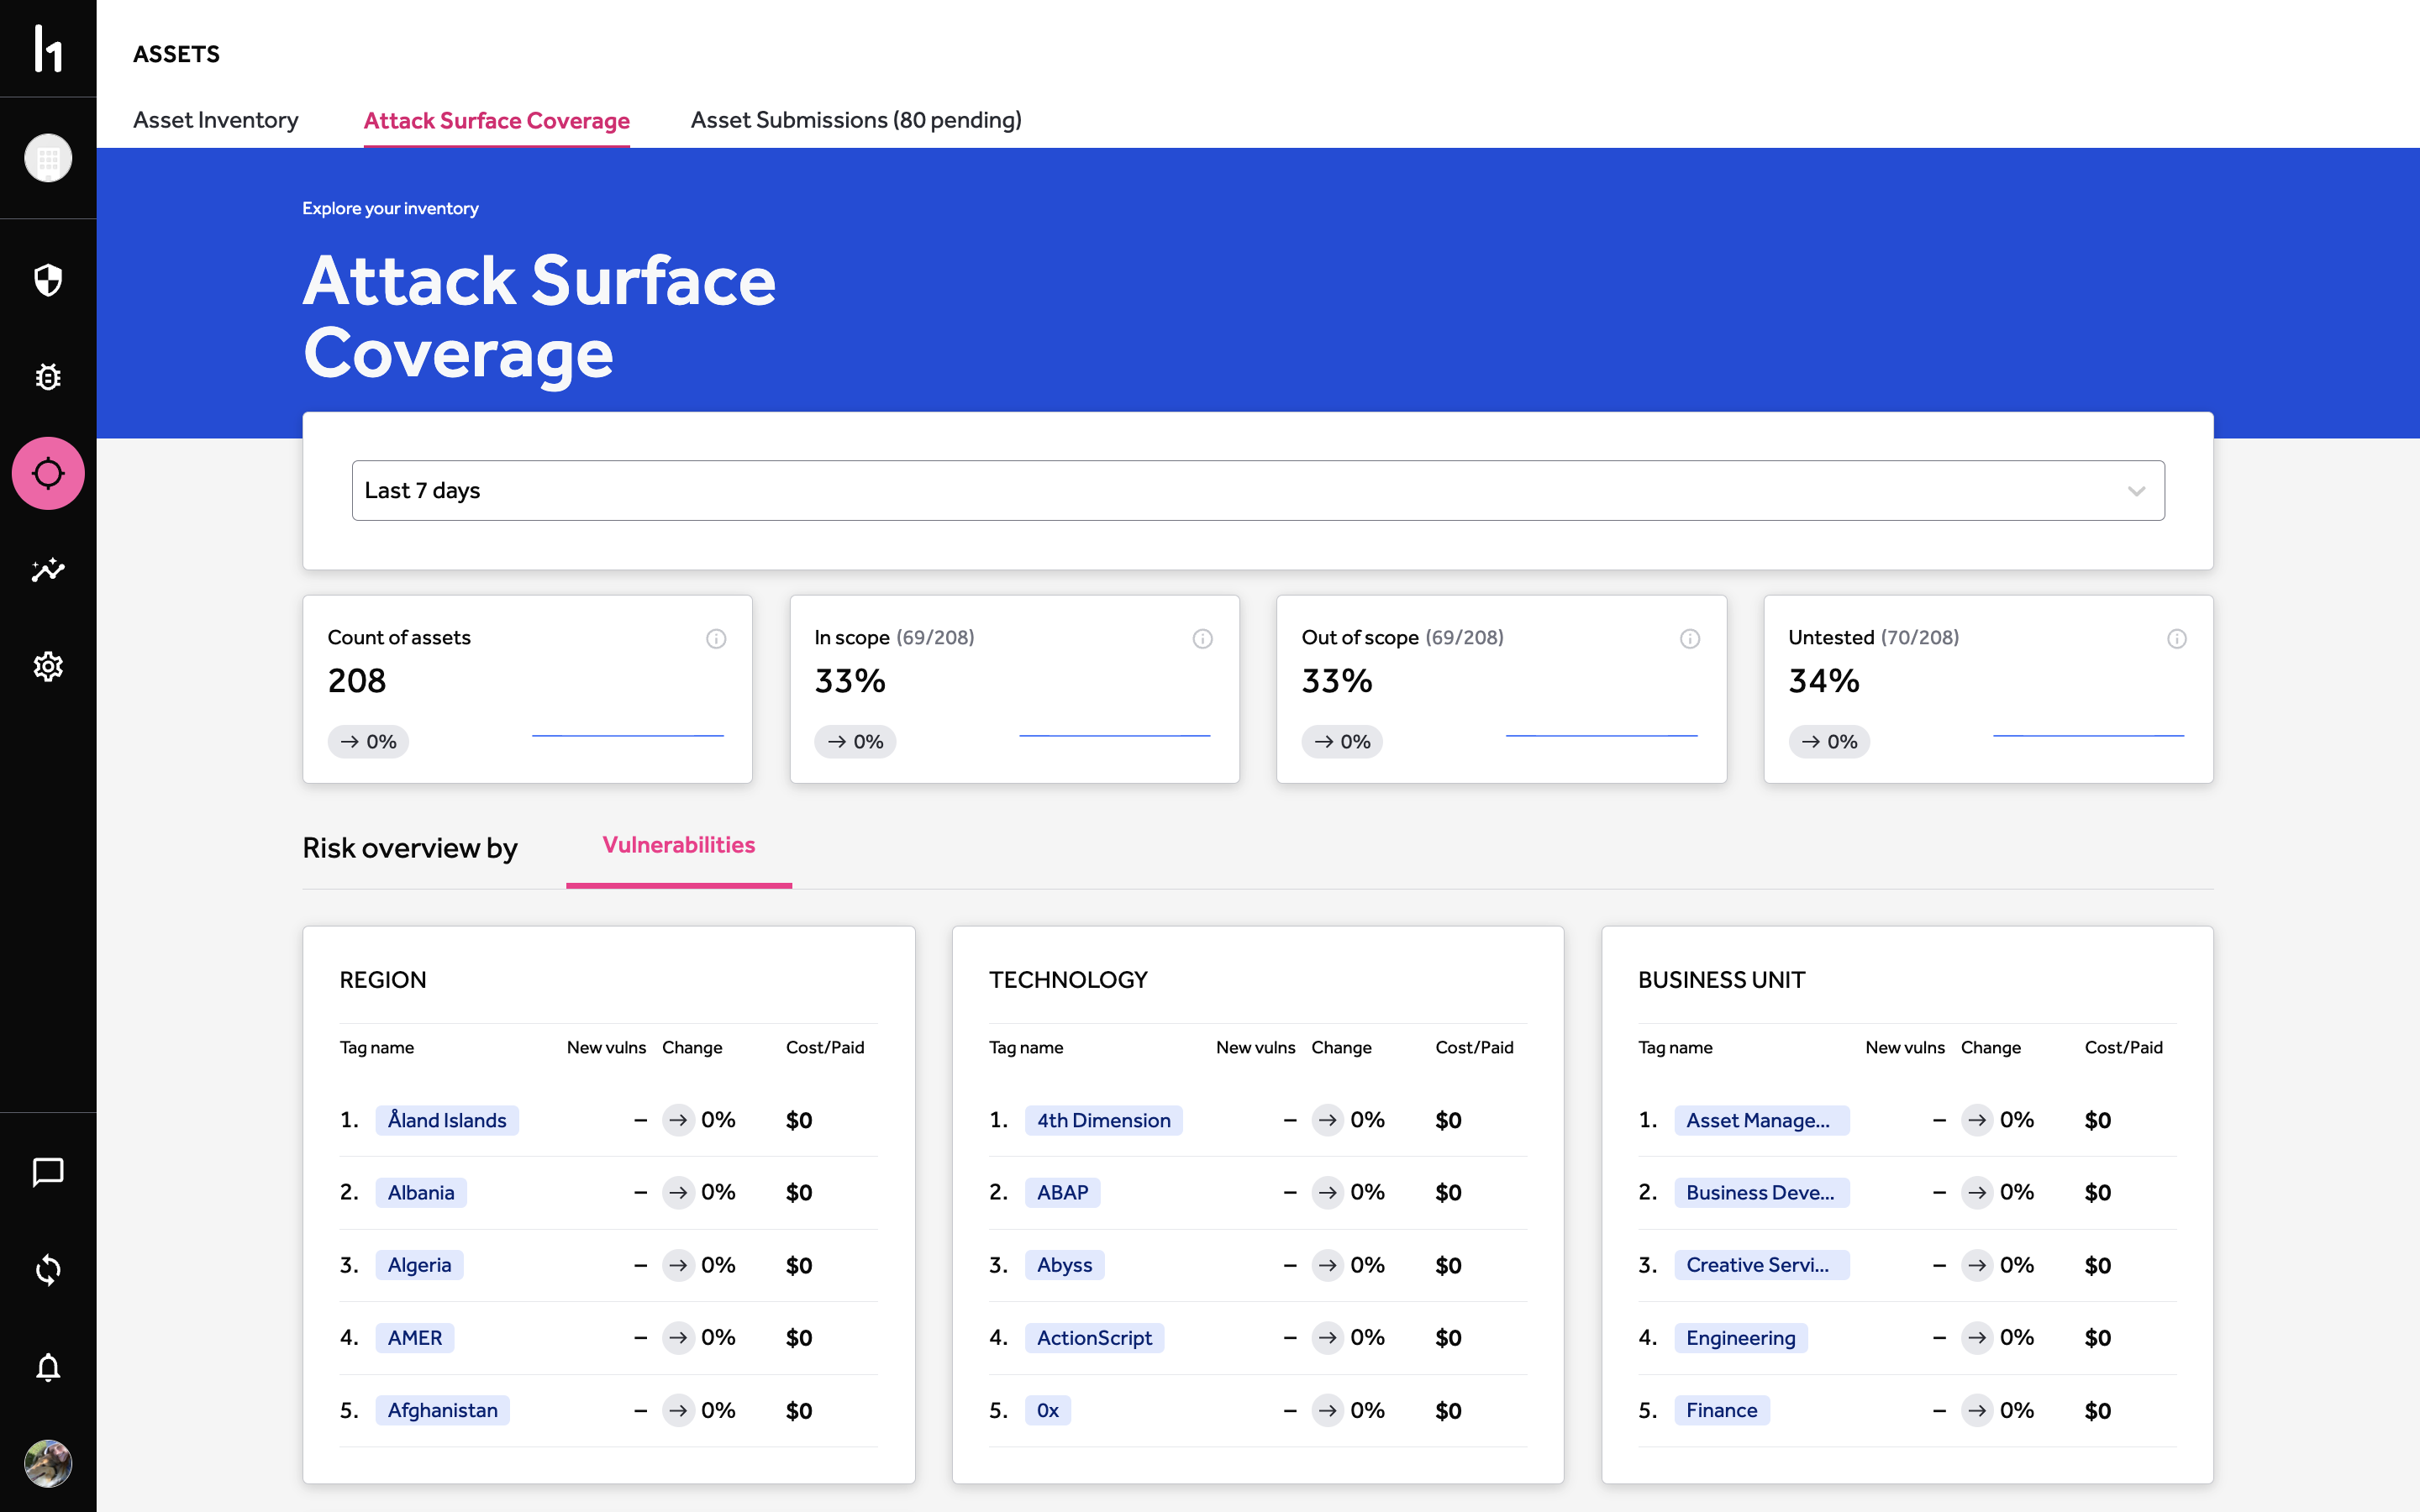 h1
ASSETS
Asset Inventory
Attack Surface Coverage
Asset Submissions (80 pending)
Explore your inventory
Attack Surface
Coverage
Last 7 days
Count of assets
208
→ 0%
In scope (69/208)
33%
→ 0%
Out of scope (69/208)
33%
→ 0%
Untested (70/208)
34%
→ 0%
Risk overview by
Vulnerabilities
REGION
Tag name New vulns Change Cost/Paid
1. Åland Islands – → 0% $0
2. Albania – → 0% $0
3. Algeria – → 0% $0
4. AMER – → 0% $0
5. Afghanistan – → 0% $0
TECHNOLOGY
Tag name New vulns Change Cost/Paid
1. 4th Dimension – → 0% $0
2. ABAP – → 0% $0
3. Abyss – → 0% $0
4. ActionScript – → 0% $0
5. 0x – → 0% $0
BUSINESS UNIT
Tag name New vulns Change Cost/Paid
1. Asset Manage... – → 0% $0
2. Business Deve... – → 0% $0
3. Creative Servi... – → 0% $0
4. Engineering – → 0% $0
5. Finance – → 0% $0